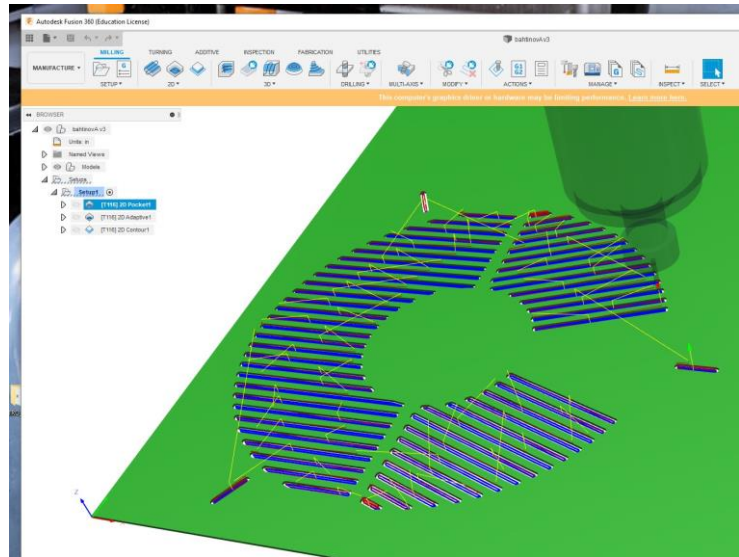 Autodesk Fusion 360 (Education License)
bahtinovA v3
MILLING TURNING ADDITIVE INSPECTION FABRICATION UTILITIES
MANUFACTURE
SETUP 2D 3D DRILLING MULTI-AXIS MODIFY ACTIONS MANAGE INSPECT SELECT
This computer's graphics driver or hardware may be limiting performance. Learn more here.
BROWSER
bahtinovA v3
Units: in
Named Views
Models
Setups
Setup1
[T116] 2D Pocket1
[T116] 2D Adaptive1
[T116] 2D Contour1
Z